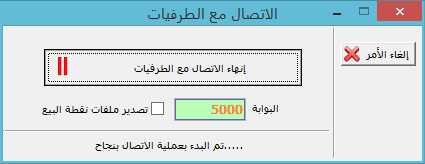 الاتصال مع الطرفيات
إنهاء الاتصال مع الطرفيات
إلغاء الأمر
البوابة 5000 تصدير ملفات نقطة البيع
تم البدء بعملية الاتصال بنجاح.....